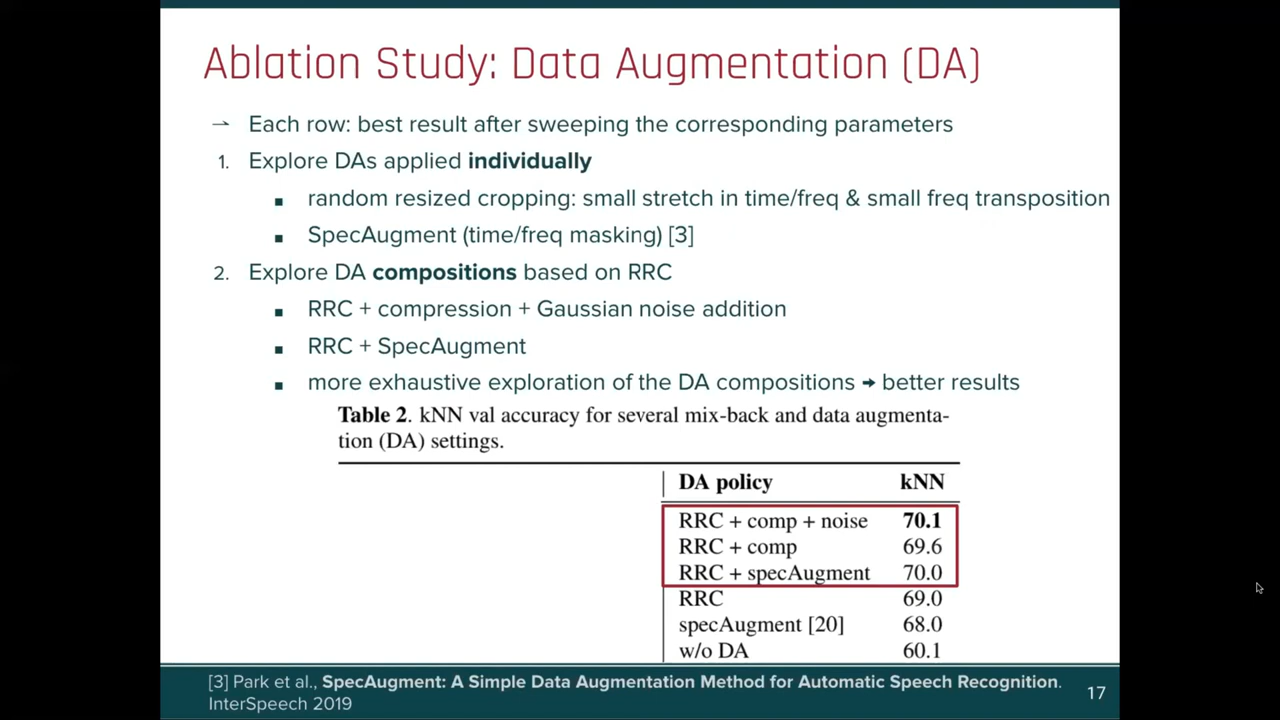 Ablation Study: Data Augmentation (DA)
→ Each row: best result after sweeping the corresponding parameters
1. Explore DAs applied individually
▪ random resized cropping: small stretch in time/freq & small freq transposition
▪ SpecAugment (time/freq masking) [3]
2. Explore DA compositions based on RRC
▪ RRC + compression + Gaussian noise addition
▪ RRC + SpecAugment
▪ more exhaustive exploration of the DA compositions → better results
Table 2. kNN val accuracy for several mix-back and data augmenta-
tion (DA) settings.
DA policy kNN
RRC + comp + noise 70.1
RRC + comp 69.6
RRC + specAugment 70.0
RRC 69.0
specAugment [20] 68.0
w/o DA 60.1
[3] Park et al., SpecAugment: A Simple Data Augmentation Method for Automatic Speech Recognition.
InterSpeech 2019
17